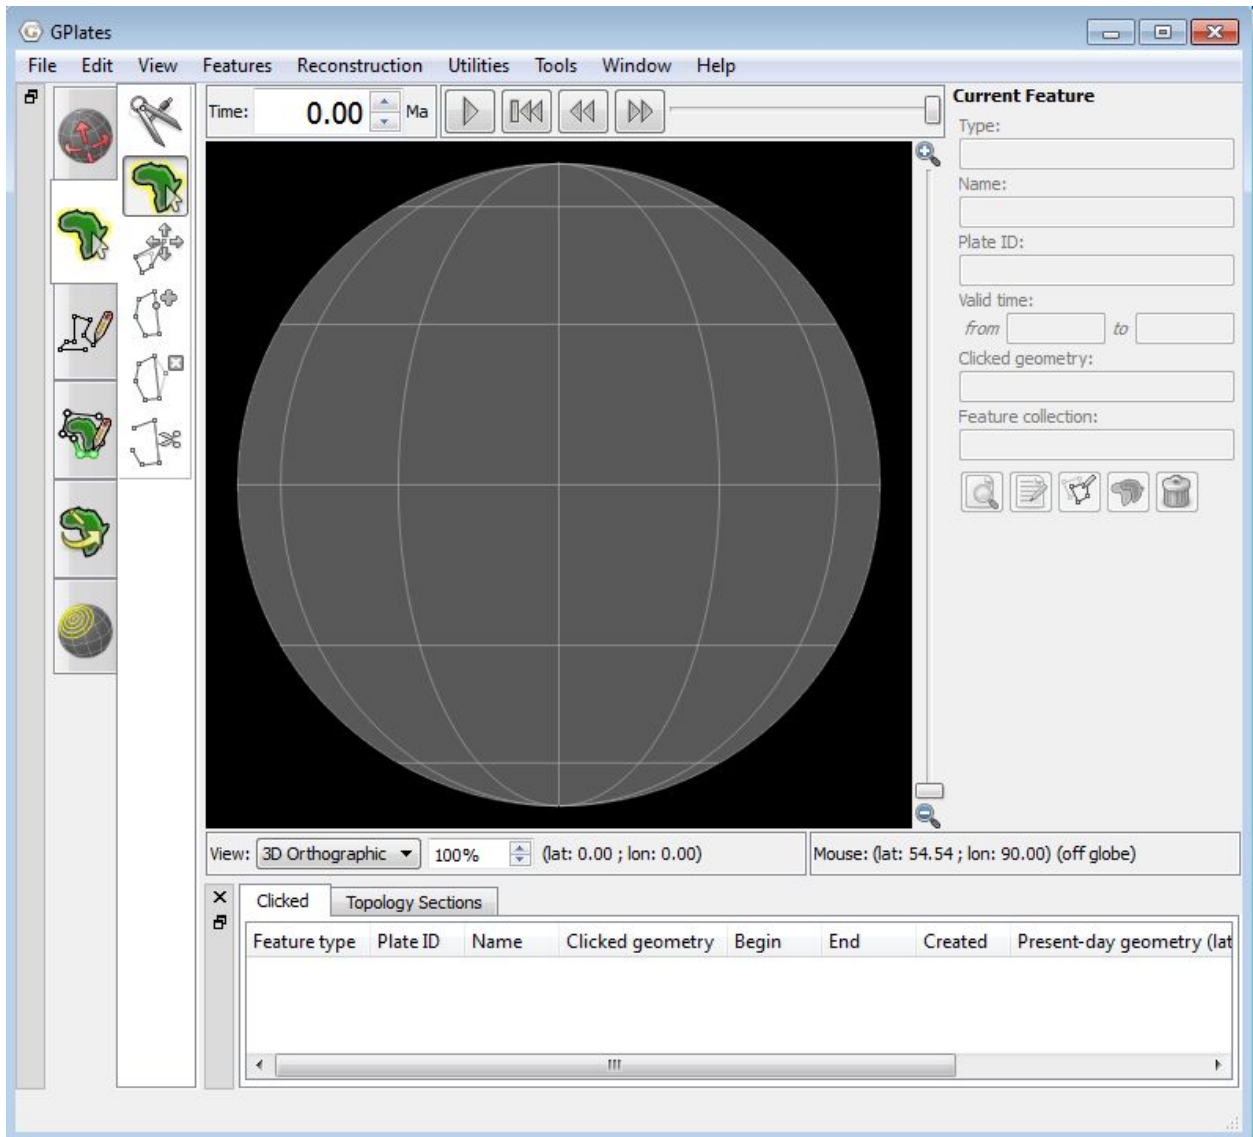 GPlates
File Edit View Features Reconstruction Utilities Tools Window Help
Time: 0.00 Ma
Current Feature
Type:
Name:
Plate ID:
Valid time:
from to
Clicked geometry:
Feature collection:
View: 3D Orthographic 100% (lat: 0.00 ; lon: 0.00) Mouse: (lat: 54.54 ; lon: 90.00) (off globe)
Clicked Topology Sections
Feature type Plate ID Name Clicked geometry Begin End Created Present-day geometry (lat